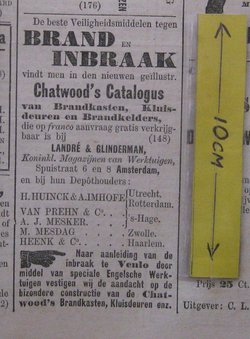 (176)
De beste Veiligheidsmiddelen tegen
BRAND EN
INBRAAK
vindt men in den nieuwen geïllustr.
Chatwood's Catalogus
van Brandkasten, Kluis-
deuren en Brandkelders,
die op franco aanvraag gratis verkrijg-
baar is bij (148)
LANDRÉ & GLINDERMAN,
Koninkl. Magazijnen van Werktuigen,
Spuistraat 6 en 8 Amsterdam,
en bij hun Depôthouders:
H. HUINCK & A. IMHOFF { Utrecht.
Rotterdam.
VAN PREHN & Co. }
A. J. MESKER. } 's-Hage.
M. MESDAG Zwolle.
HEENK & Co. Haarlem.
Naar aanleiding van de
inbraak te Venlo door
middel van speciale Engelsche Werk-
tuigen vestigen wij de aandacht op de
bizondere constructie van de Chat-
wood's Brandkasten, Kluisdeuren enz.
10CM
Prijs 25 Ct.
Uitgever: C. L.